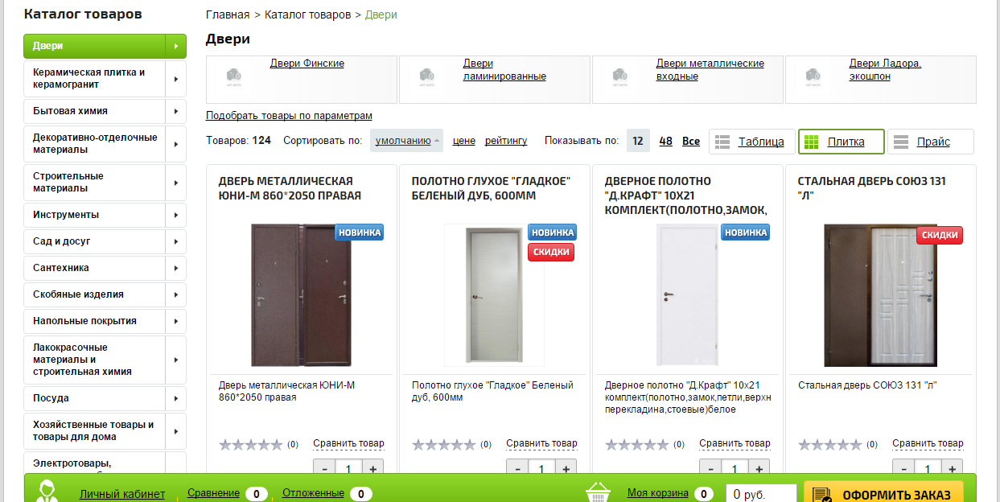 Каталог товаров
Двери
Керамическая плитка и
керамогранит
Бытовая химия
Декоративно-отделочные
материалы
Строительные
материалы
Инструменты
Сад и досуг
Сантехника
Скобяные изделия
Напольные покрытия
Лакокрасочные
материалы и
строительная химия
Посуда
Хозяйственные товары и
товары для дома
Электротовары,
Главная > Каталог товаров > Двери
Двери
Двери Финские
Двери
ламинированные
Двери металлические
входные
Двери Ладора,
экошпон
Подобрать товары по параметрам
Товаров: 124 Сортировать по: умолчанию цене рейтингу Показывать по: 12 48 Все Таблица Плитка Прайс
ДВЕРЬ МЕТАЛЛИЧЕСКАЯ
ЮНИ-М 860*2050 ПРАВАЯ
НОВИНКА
Дверь металлическая ЮНИ-М
860*2050 правая
(0) Сравнить товар
- 1 +
ПОЛОТНО ГЛУХОЕ "ГЛАДКОЕ"
БЕЛЕНЫЙ ДУБ, 600ММ
НОВИНКА
СКИДКИ
Полотно глухое "Гладкое" Беленый
дуб, 600мм
(0) Сравнить товар
- 1 +
ДВЕРНОЕ ПОЛОТНО
"Д.КРАФТ" 10Х21
КОМПЛЕКТ(ПОЛОТНО,ЗАМОК,
НОВИНКА
Дверное полотно "Д.Крафт" 10х21
комплект(полотно,замок,петли,верхн
перекладина,стоевые)белое
(0) Сравнить товар
- 1 +
СТАЛЬНАЯ ДВЕРЬ СОЮЗ 131
"Л"
СКИДКИ
Стальная дверь СОЮЗ 131 "л"
(0) Сравнить товар
- 1 +
Личный кабинет Сравнение 0 Отложенные 0 Моя корзина 0 0 руб. ОФОРМИТЬ ЗАКАЗ